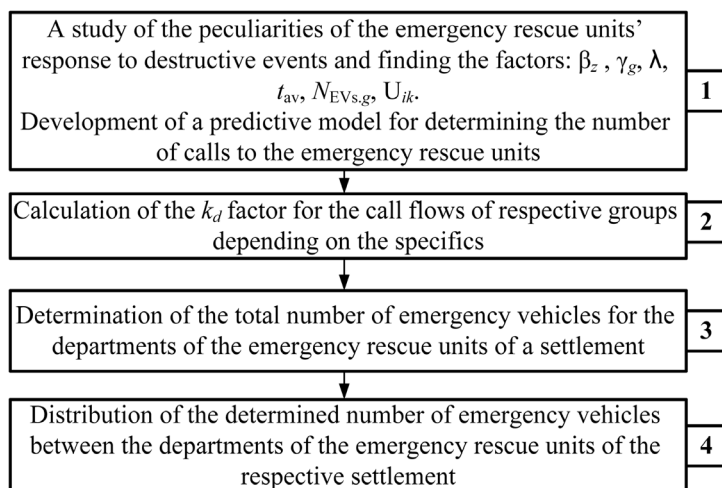 A study of the peculiarities of the emergency rescue units’
response to destructive events and finding the factors: βz , γg, λ,
tav, NEVs.g, Uik.
Development of a predictive model for determining the number
of calls to the emergency rescue units
1
Calculation of the kd factor for the call flows of respective groups
depending on the specifics
2
Determination of the total number of emergency vehicles for the
departments of the emergency rescue units of a settlement
3
Distribution of the determined number of emergency vehicles
between the departments of the emergency rescue units of the
respective settlement
4